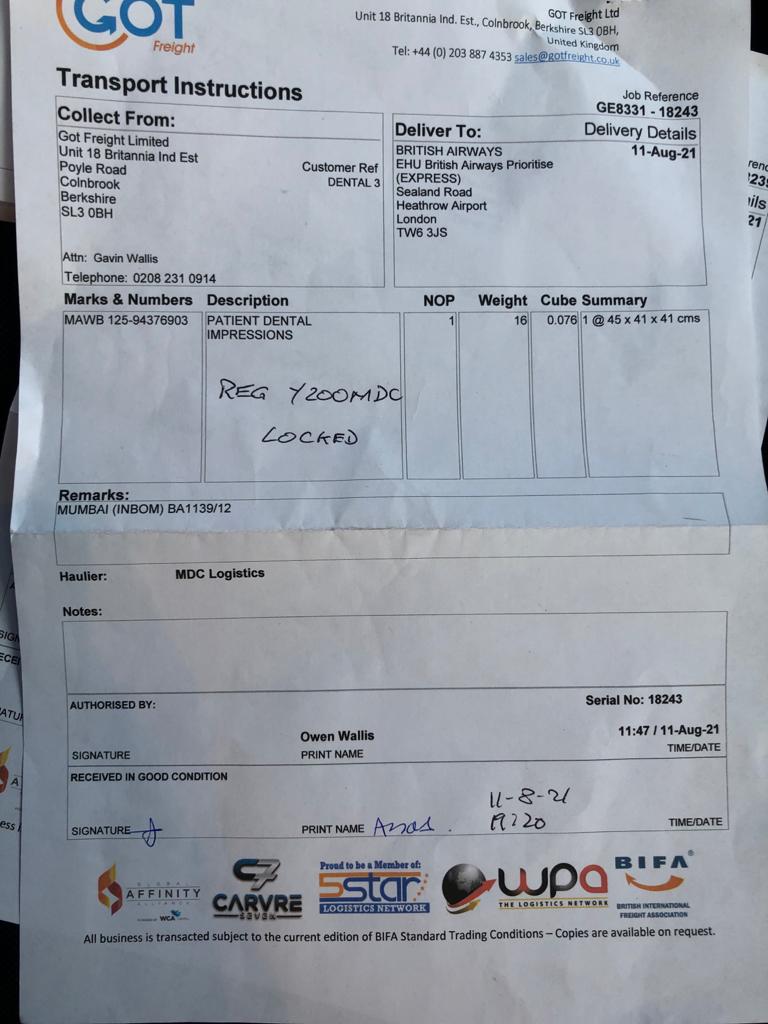 GOT
Freight
GOT Freight Ltd
Unit 18 Britannia Ind. Est., Colnbrook, Berkshire SL3 0BH,
United Kingdom
Tel: +44 (0) 203 887 4353 sales@gotfreight.co.uk
Transport Instructions
Job Reference
GE8331 - 18243
Collect From:
Got Freight Limited
Unit 18 Britannia Ind Est
Poyle Road
Colnbrook
Berkshire
SL3 0BH
Customer Ref
DENTAL 3
Attn: Gavin Wallis
Telephone: 0208 231 0914
Deliver To:
Delivery Details
BRITISH AIRWAYS
11-Aug-21
EHU British Airways Prioritise
(EXPRESS)
Sealand Road
Heathrow Airport
London
TW6 3JS
Marks & Numbers Description NOP Weight Cube Summary
MAWB 125-94376903 PATIENT DENTAL 1 16 0.076 1 @ 45 x 41 x 41 cms
IMPRESSIONS
REG Y200MDC
LOCKED
Remarks:
MUMBAI (INBOM) BA1139/12
Haulier: MDC Logistics
Notes:
AUTHORISED BY: Serial No: 18243
Owen Wallis 11:47 / 11-Aug-21
SIGNATURE PRINT NAME TIME/DATE
RECEIVED IN GOOD CONDITION
11-8-21
SIGNATURE PRINT NAME TIME/DATE
GLOBAL
AFFINITY
ALLIANCE
WCA
C7
CARVRE
SEVEN
Proud to be a Member of:
5star
LOGISTICS NETWORK
wpa
THE LOGISTICS NETWORK
BIFA®
BRITISH INTERNATIONAL
FREIGHT ASSOCIATION
All business is transacted subject to the current edition of BIFA Standard Trading Conditions – Copies are available on request.